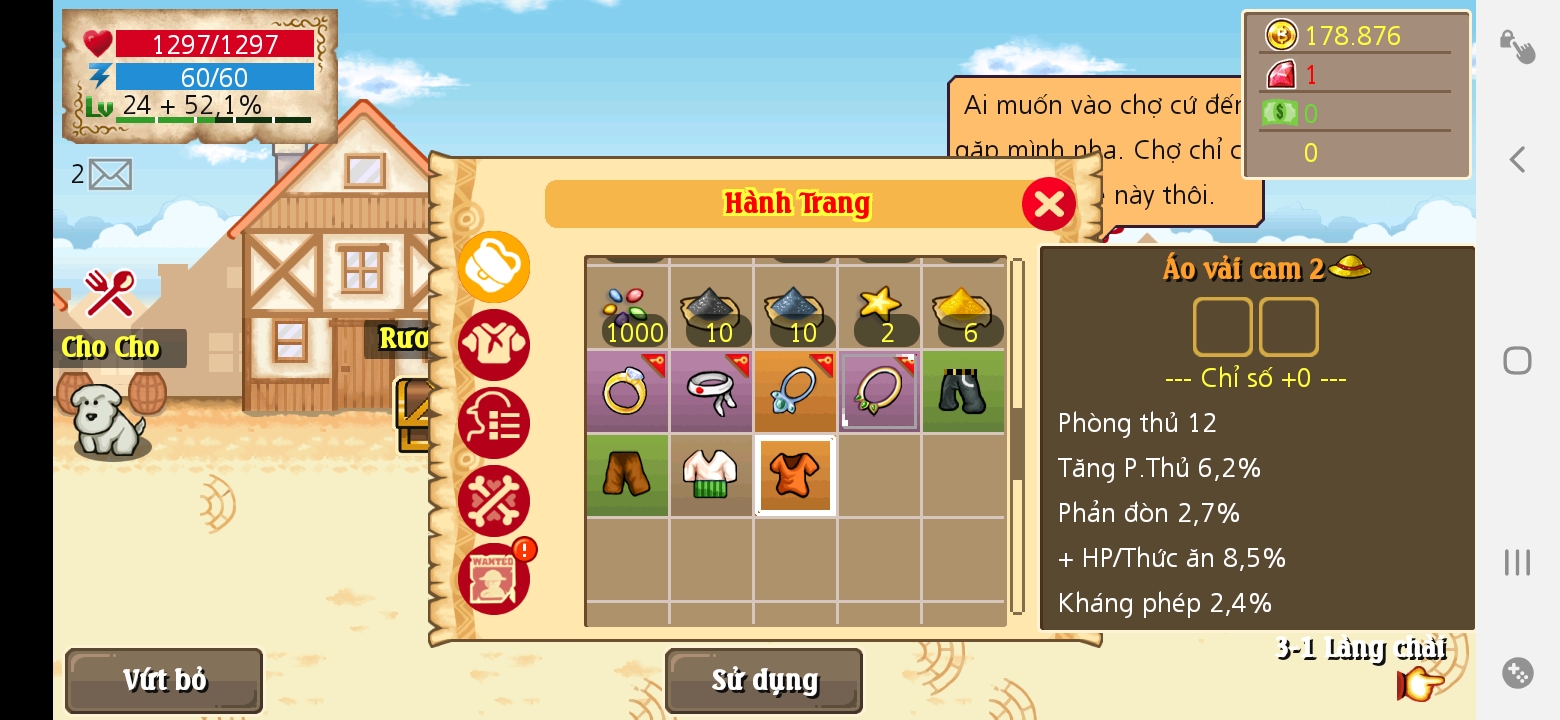 1297/1297
60/60
Lv 24 + 52,1%
2
178.876
1
0
0
Ai muốn vào chợ cứ đến
gặp mình nha. Chợ chỉ c
này thôi.
Hành Trang
Cho Cho
Rươ
1000
10
10
2
6
WANTED
!
Áo vải cam 2
--- Chỉ số +0 ---
Phòng thủ 12
Tăng P.Thủ 6,2%
Phản đòn 2,7%
+ HP/Thức ăn 8,5%
Kháng phép 2,4%
3-1 Làng chài
Vứt bỏ
Sử dụng